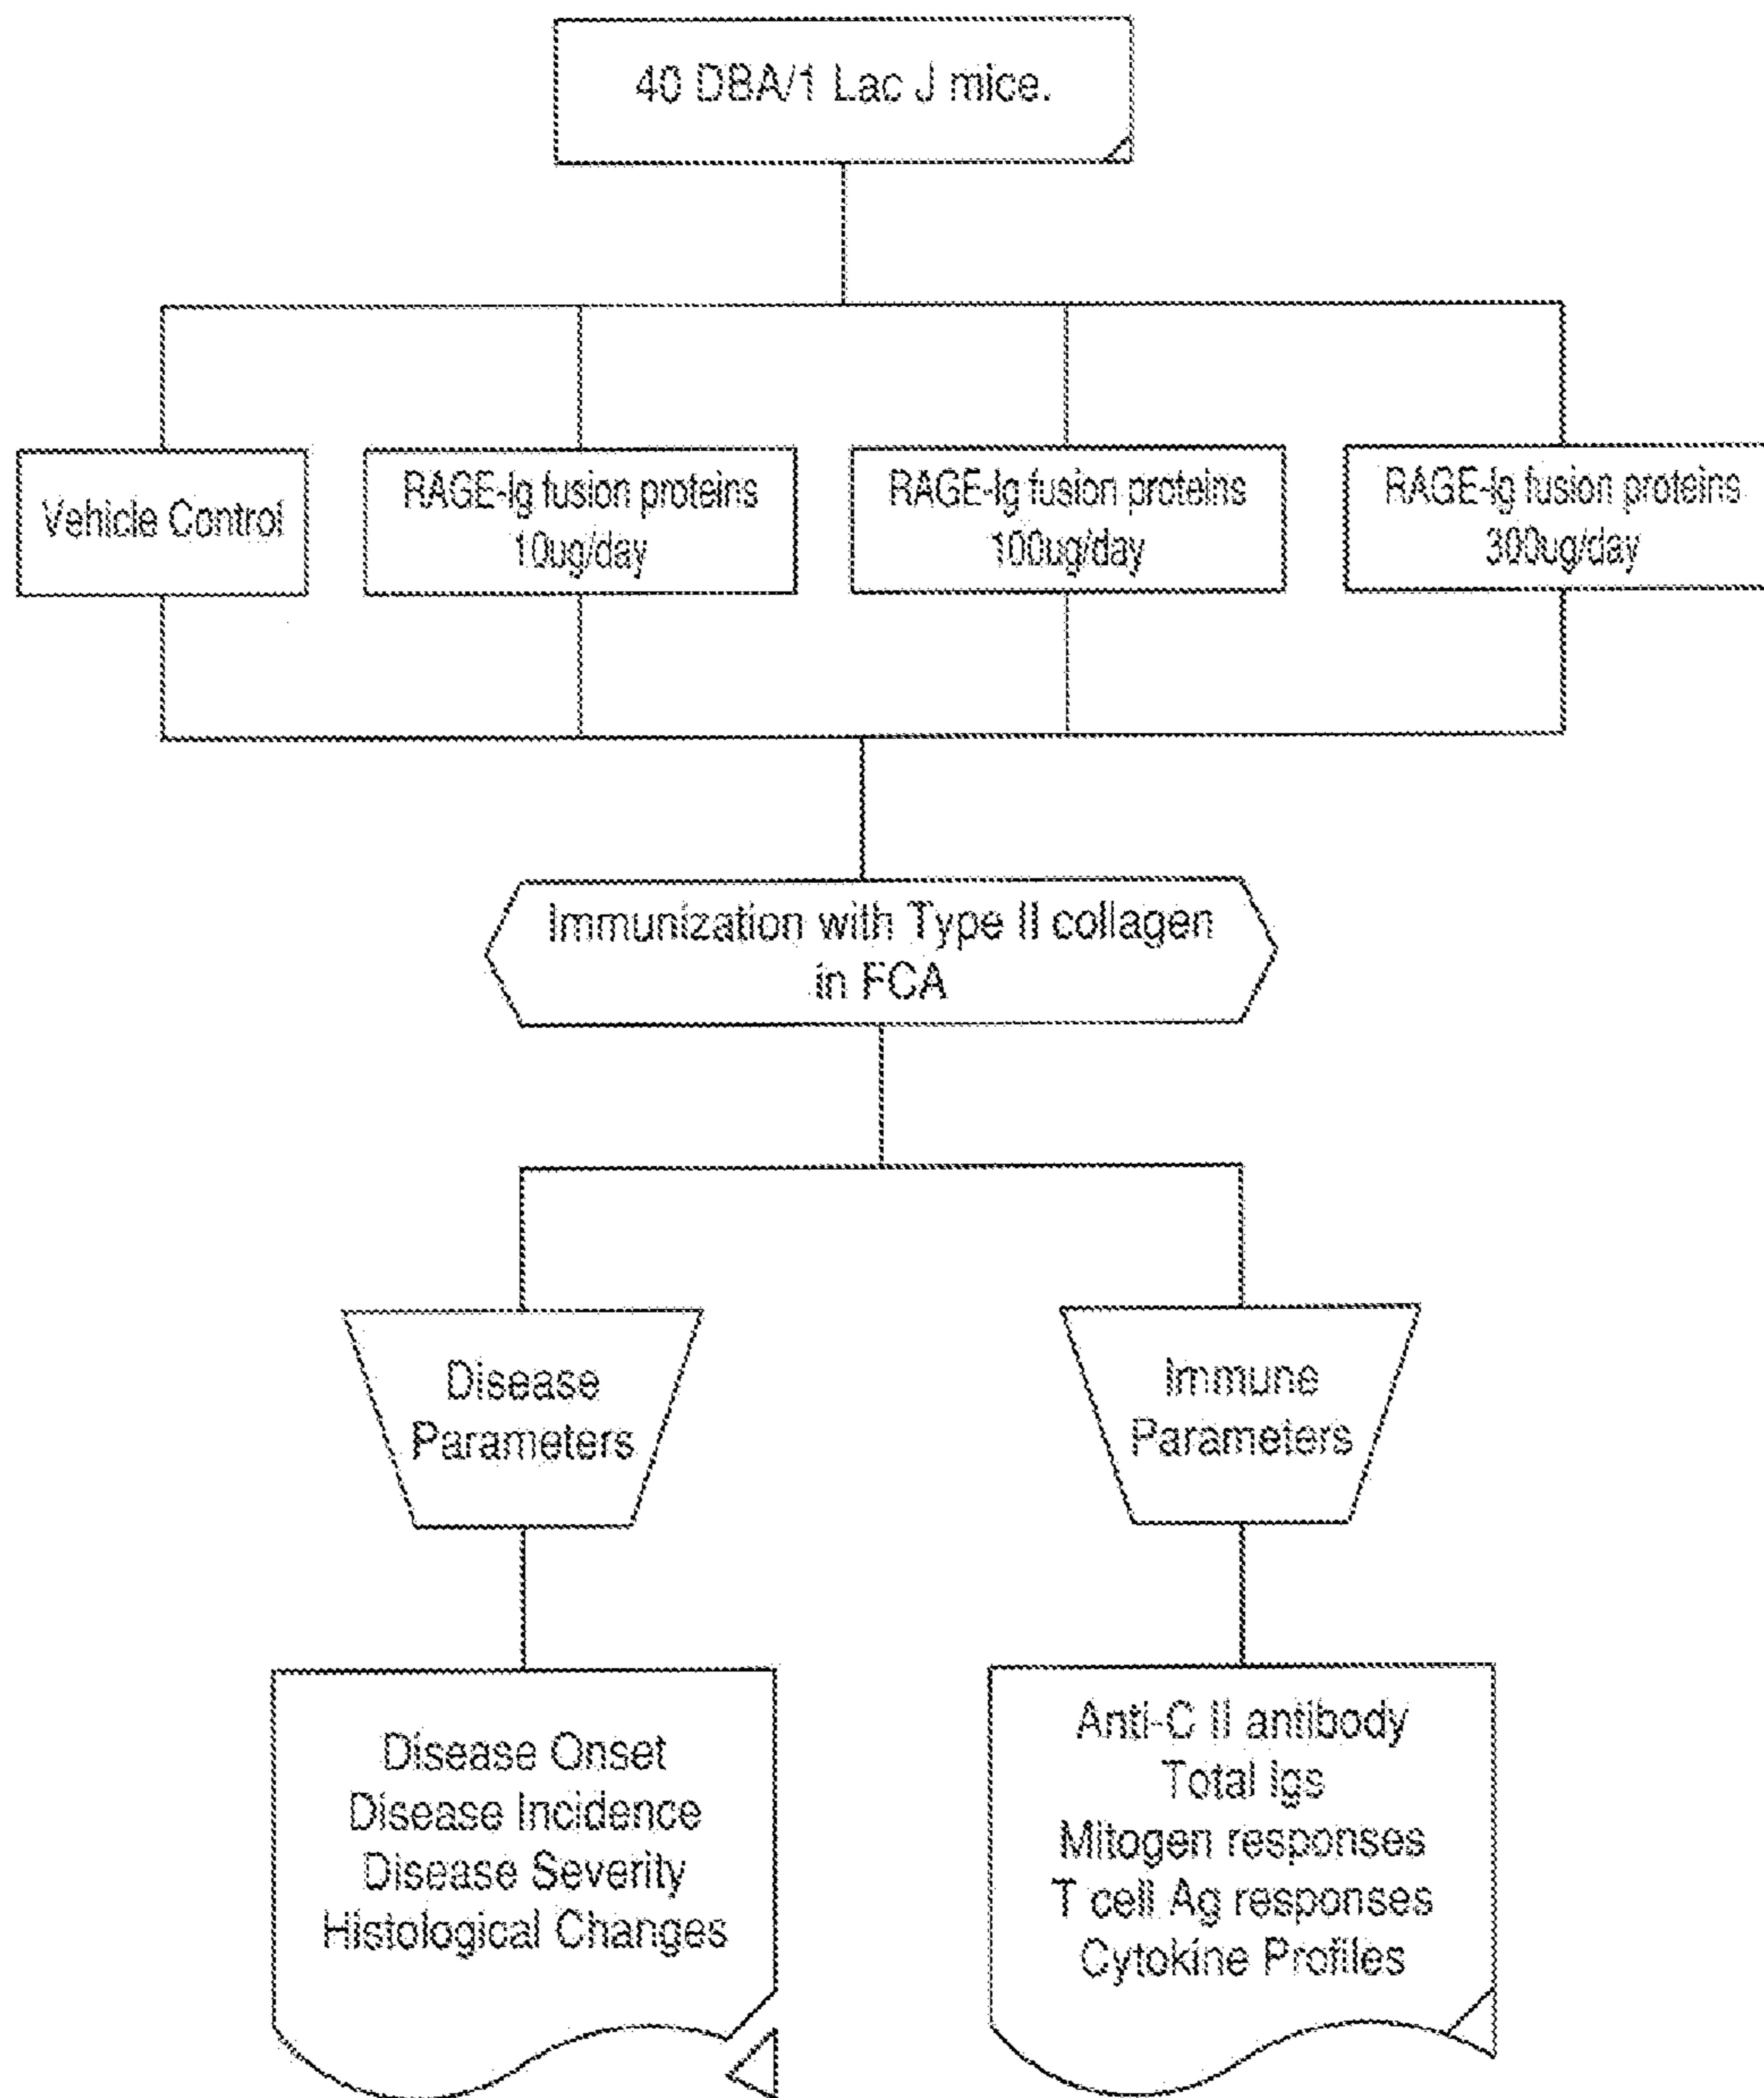 40 DBA/1 Lac J mice.
Vehicle Control
RAGE-Ig fusion proteins
10ug/day
RAGE-Ig fusion proteins
100ug/day
RAGE-Ig fusion proteins
300ug/day
Immunization with Type II collagen
in FCA
Disease
Parameters
Immune
Parameters
Disease Onset
Disease Incidence
Disease Severity
Histological Changes
Anti-C II antibody
Total Igs
Mitogen responses
T cell Ag responses
Cytokine Profiles